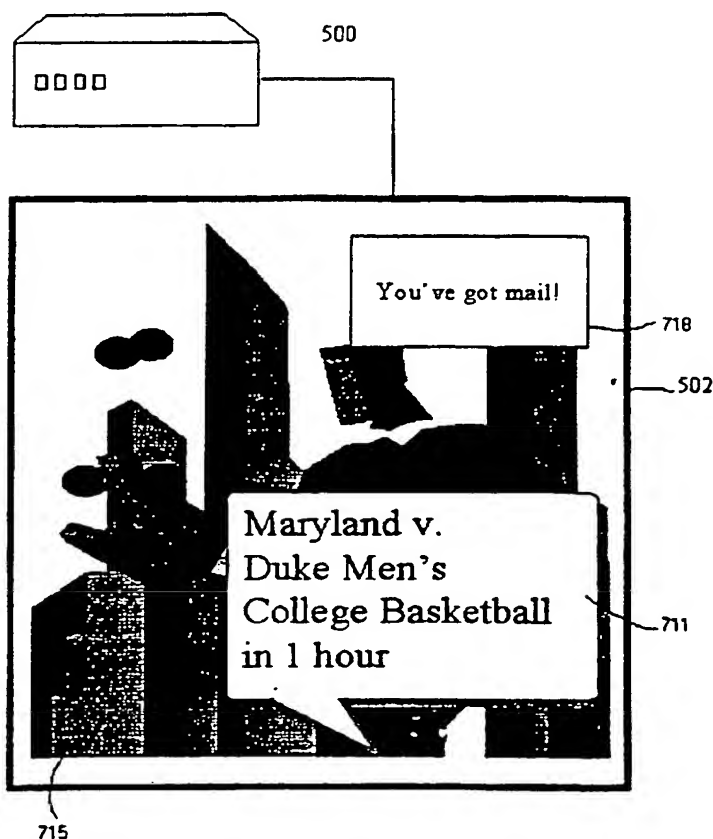 500
You've got mail!
718
502
Maryland v.
Duke Men's
College Basketball
in 1 hour
711
715